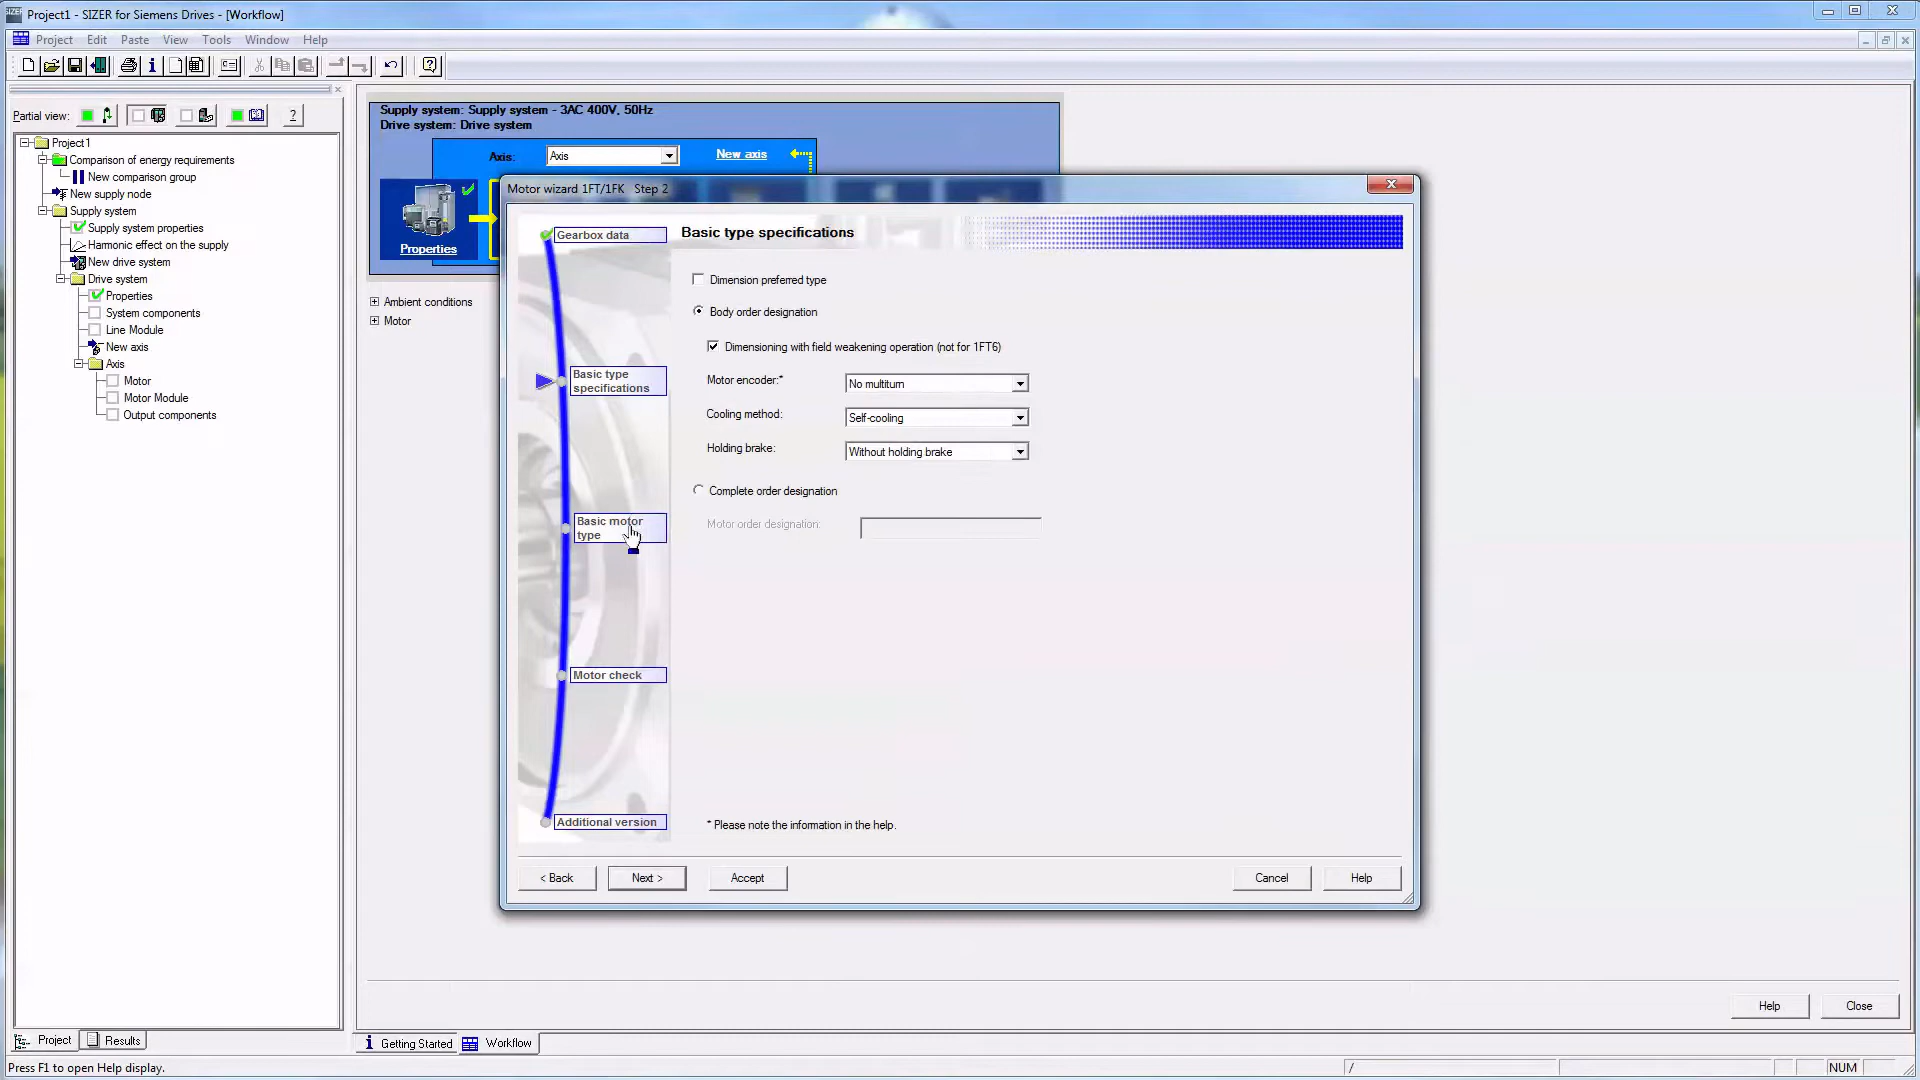 Project1 - SIZER for Siemens Drives - [Workflow]
Project Edit Paste View Tools Window Help
Partial view: ?
Project1
Comparison of energy requirements
New comparison group
New supply node
Supply system
Supply system properties
Harmonic effect on the supply
New drive system
Drive system
Properties
System components
Line Module
New axis
Axis
Motor
Motor Module
Output components
Project Results
Supply system: Supply system - 3AC 400V, 50Hz
Drive system: Drive system
Axis: Axis New axis
Properties
Ambient conditions
Motor
Motor wizard 1FT/1FK Step 2
Gearbox data
Basic type
specifications
Basic motor
type
Motor check
Additional version
Basic type specifications
Dimension preferred type
Body order designation
Dimensioning with field weakening operation (not for 1FT6)
Motor encoder:* No multiturn
Cooling method: Self-cooling
Holding brake: Without holding brake
Complete order designation
Motor order designation:
* Please note the information in the help.
< Back Next > Accept Cancel Help
Help Close
Getting Started Workflow
Press F1 to open Help display. / NUM